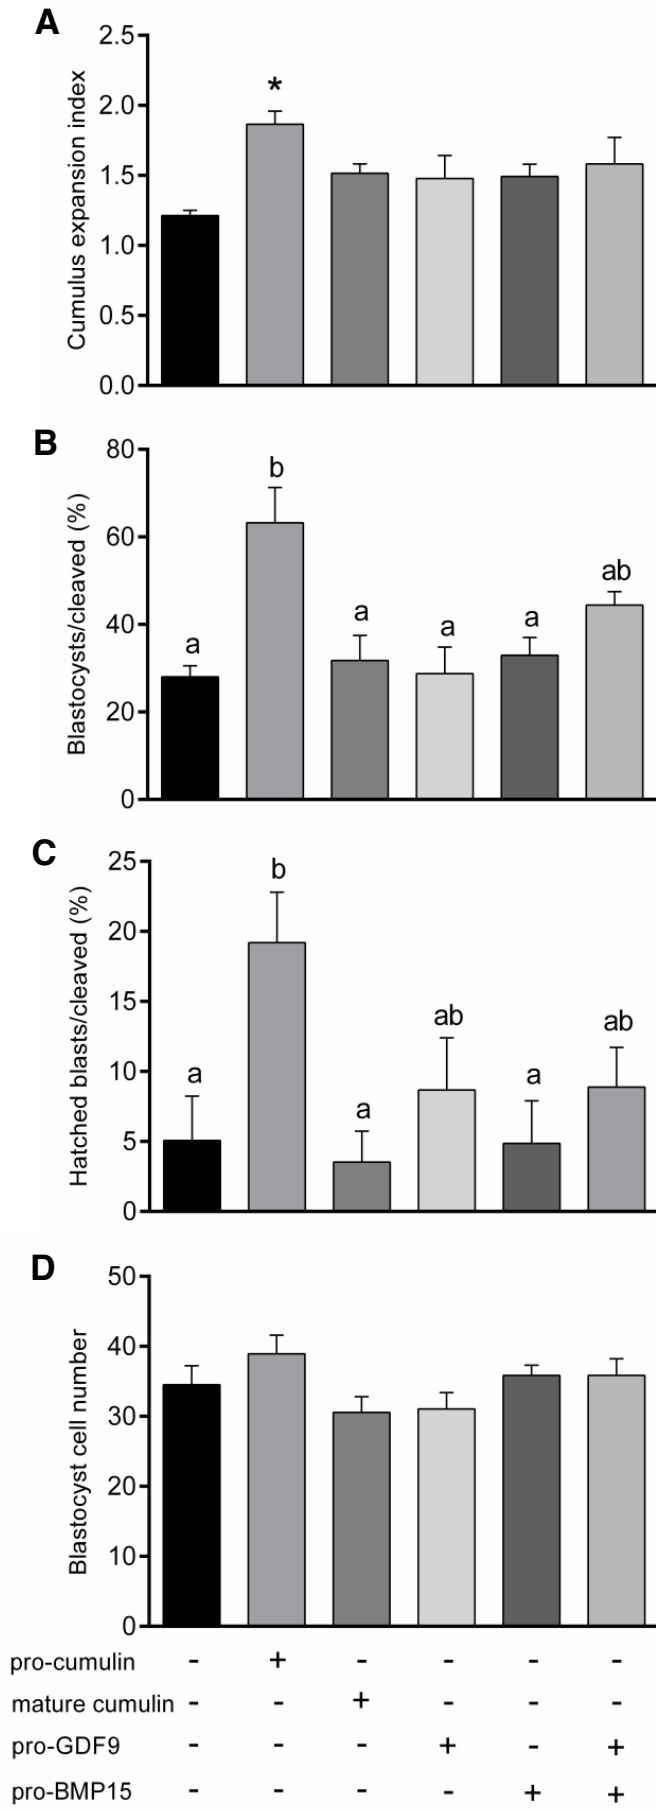 A
Cumulus expansion index
2.5
2.0
1.5
1.0
0.5
0.0
*
B
Blastocysts/cleaved (%)
80
60
40
20
0
a b a a a ab
C
Hatched blasts/cleaved (%)
25
20
15
10
5
0
a b a ab a ab
D
Blastocyst cell number
50
40
30
20
10
0
pro-cumulin - + - - - -
mature cumulin - - + - - -
pro-GDF9 - - - + - +
pro-BMP15 - - - - + +